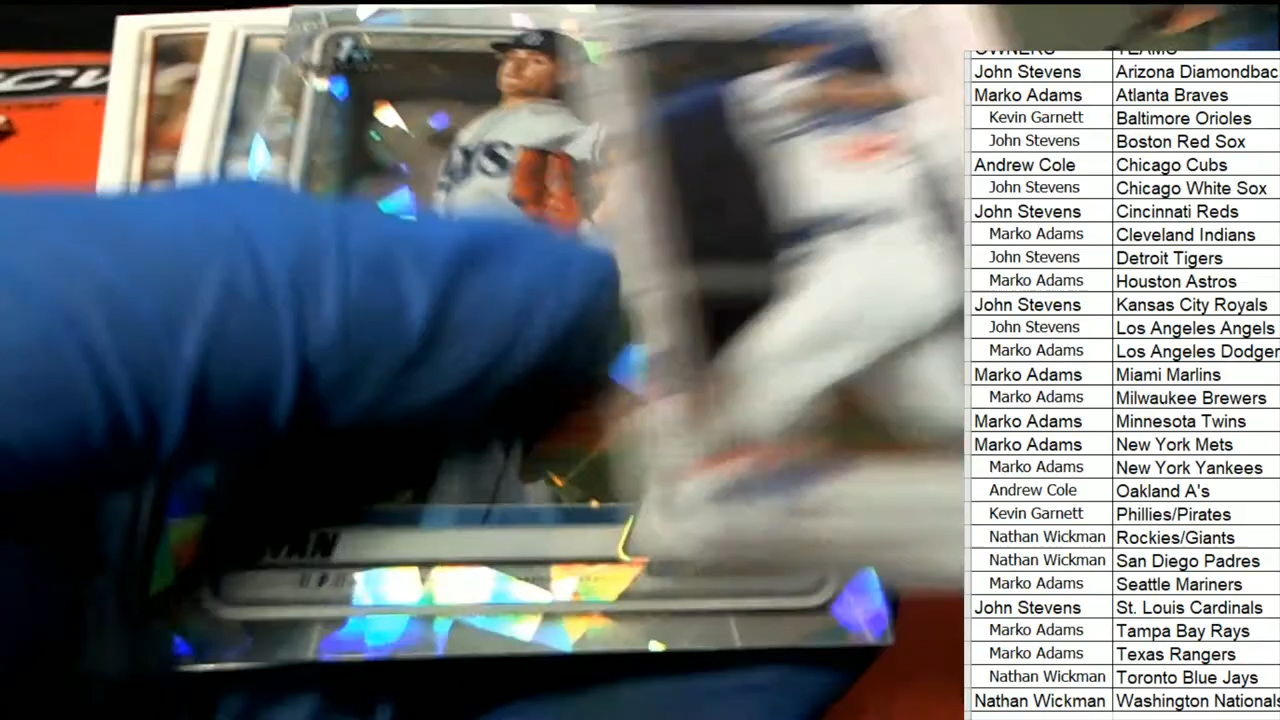 OWNERS TEAMS
John Stevens Arizona Diamondbac
Marko Adams Atlanta Braves
Kevin Garnett Baltimore Orioles
John Stevens Boston Red Sox
Andrew Cole Chicago Cubs
John Stevens Chicago White Sox
John Stevens Cincinnati Reds
Marko Adams Cleveland Indians
John Stevens Detroit Tigers
Marko Adams Houston Astros
John Stevens Kansas City Royals
John Stevens Los Angeles Angels
Marko Adams Los Angeles Dodger
Marko Adams Miami Marlins
Marko Adams Milwaukee Brewers
Marko Adams Minnesota Twins
Marko Adams New York Mets
Marko Adams New York Yankees
Andrew Cole Oakland A's
Kevin Garnett Phillies/Pirates
Nathan Wickman Rockies/Giants
Nathan Wickman San Diego Padres
Marko Adams Seattle Mariners
John Stevens St. Louis Cardinals
Marko Adams Tampa Bay Rays
Marko Adams Texas Rangers
Nathan Wickman Toronto Blue Jays
Nathan Wickman Washington Nationals